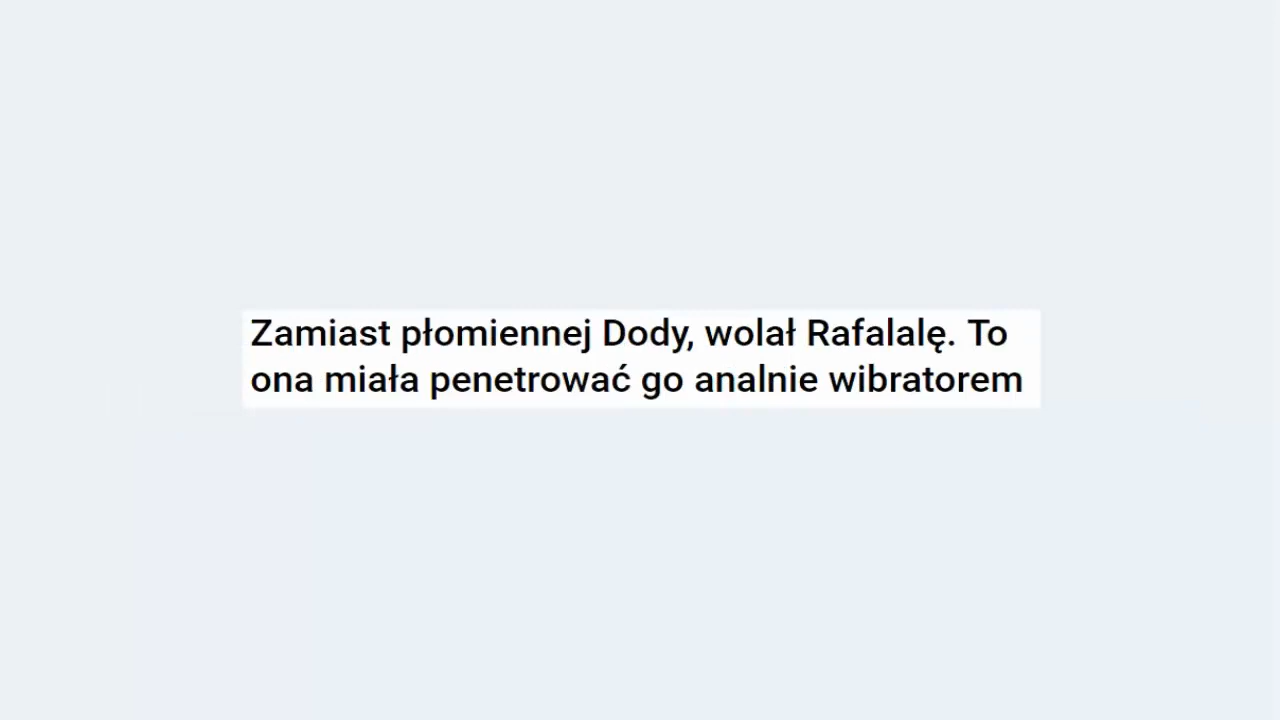 Zamiast płomiennej Dody, wolał Rafalalę. To
ona miała penetrować go analnie wibratorem